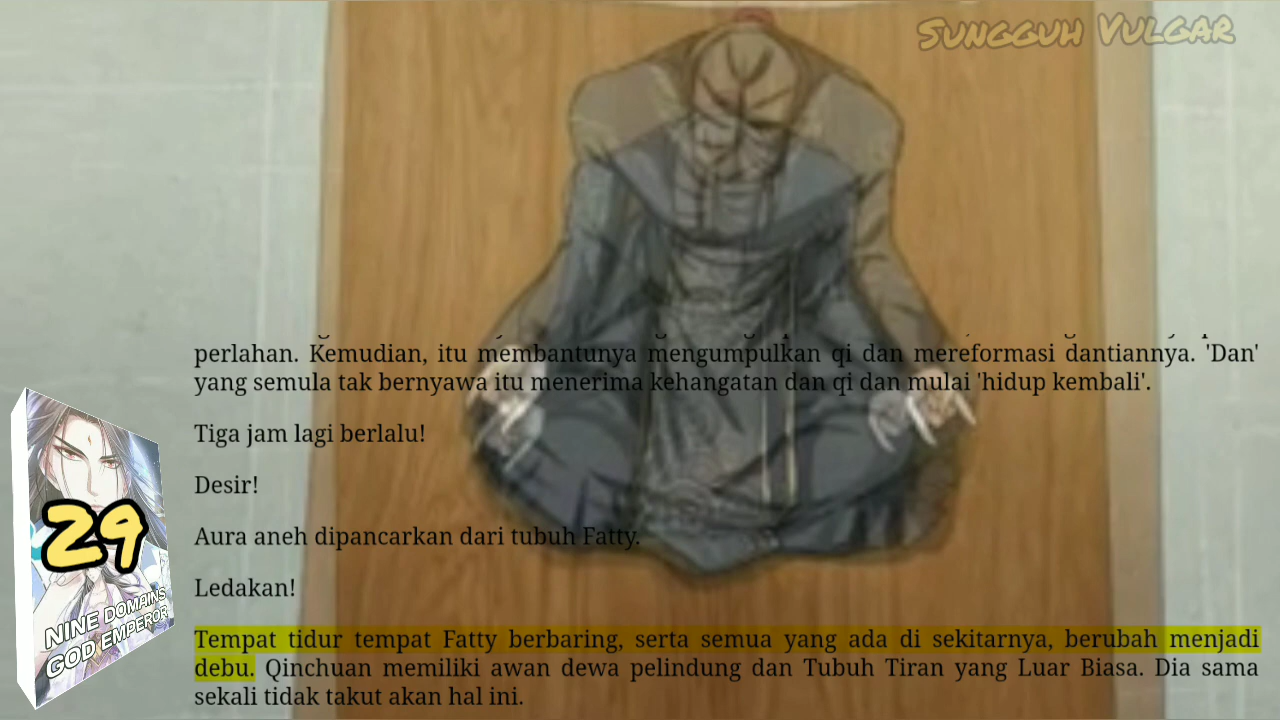 Sungguh Vulgar
perlahan. Kemudian, itu membantunya mengumpulkan qi dan mereformasi dantiannya. 'Dan'
yang semula tak bernyawa itu menerima kehangatan dan qi dan mulai 'hidup kembali'.
Tiga jam lagi berlalu!
Desir!
Aura aneh dipancarkan dari tubuh Fatty.
Ledakan!
Tempat tidur tempat Fatty berbaring, serta semua yang ada di sekitarnya, berubah menjadi
debu. Qinchuan memiliki awan dewa pelindung dan Tubuh Tiran yang Luar Biasa. Dia sama
sekali tidak takut akan hal ini.
29
NINE DOMAINS
GOD EMPEROR